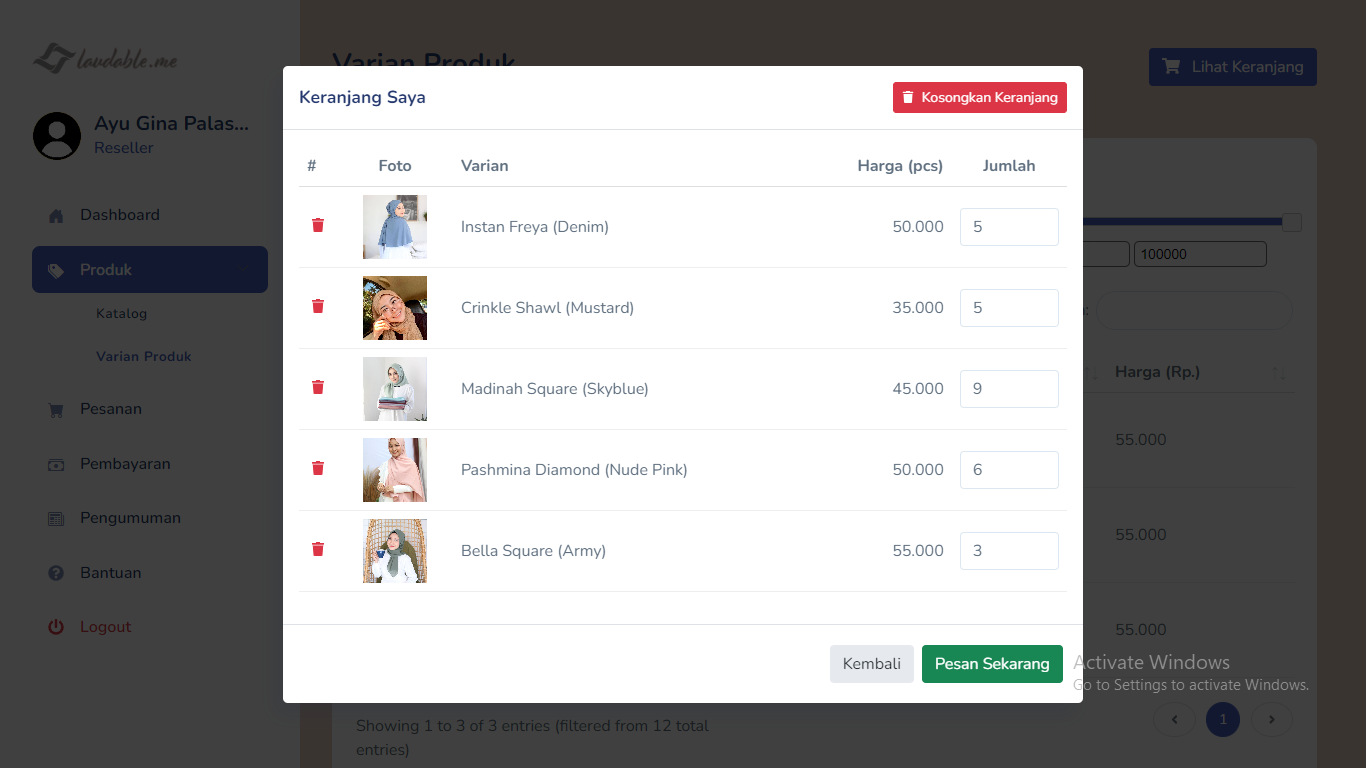 laudable.me
Ayu Gina Palas...
Reseller
Dashboard
Produk
Katalog
Varian Produk
Pesanan
Pembayaran
Pengumuman
Bantuan
Logout
Varian Produk
Lihat Keranjang
Keranjang Saya
Kosongkan Keranjang
# Foto Varian Harga (pcs) Jumlah
Instan Freya (Denim) 50.000 5
Crinkle Shawl (Mustard) 35.000 5
Madinah Square (Skyblue) 45.000 9
Pashmina Diamond (Nude Pink) 50.000 6
Bella Square (Army) 55.000 3
Kembali Pesan Sekarang
100000
Harga (Rp.)
55.000
55.000
55.000
Activate Windows
Go to Settings to activate Windows.
Showing 1 to 3 of 3 entries (filtered from 12 total
entries)
1